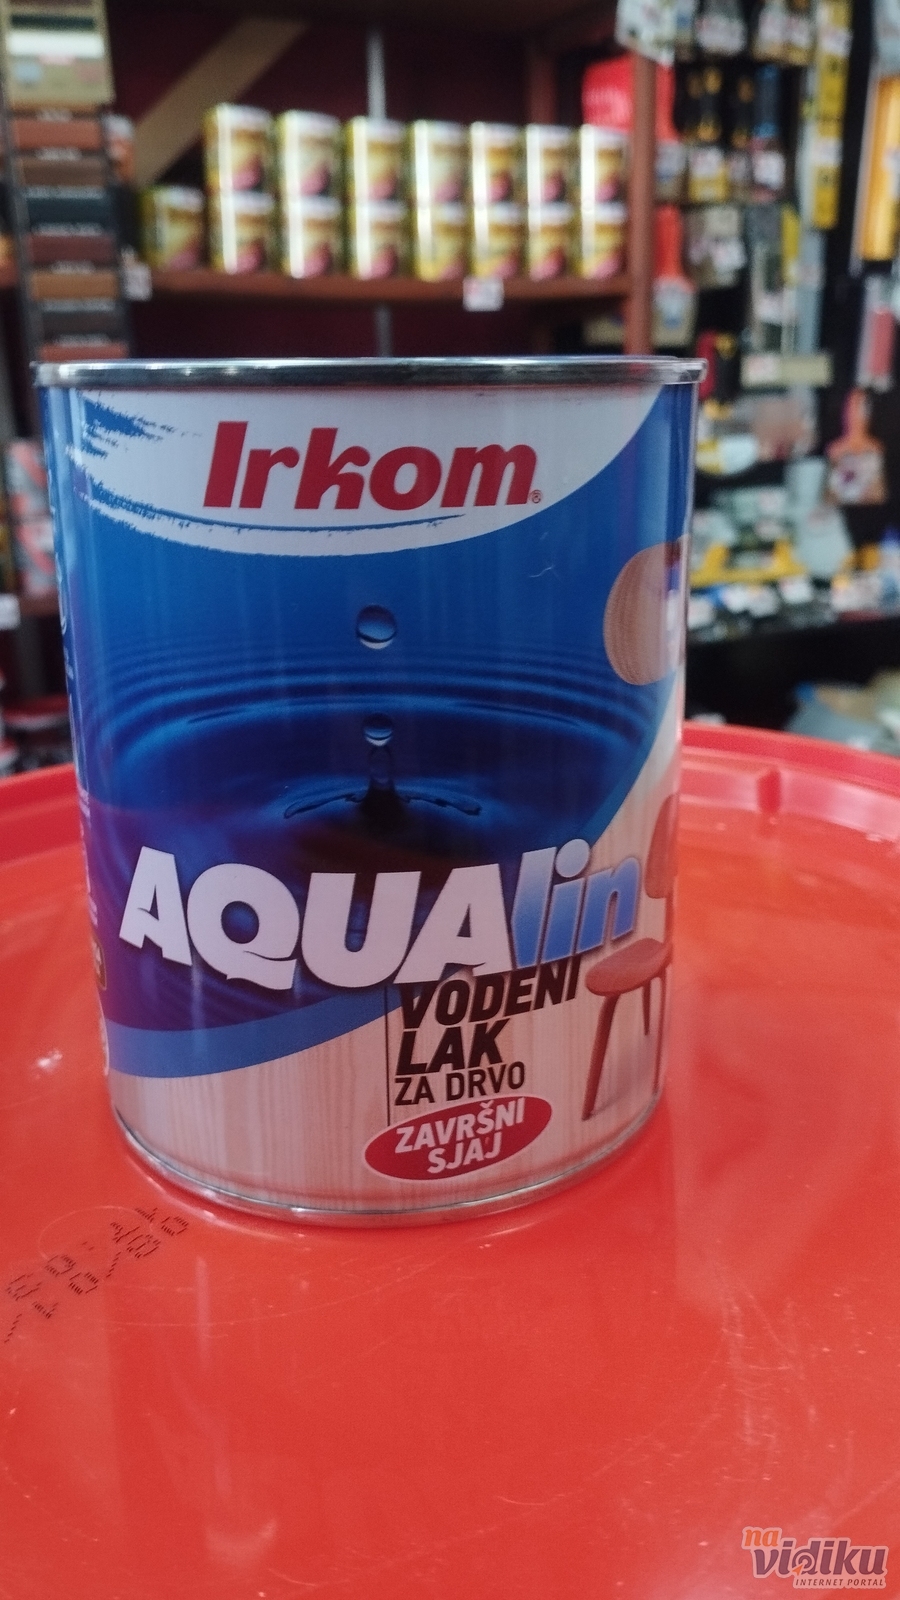 Irkom®
AQUAlin
VODENI
LAK
ZA DRVO
ZAVRŠNI
SJAJ
na
vidiku
INTERNET PORTAL